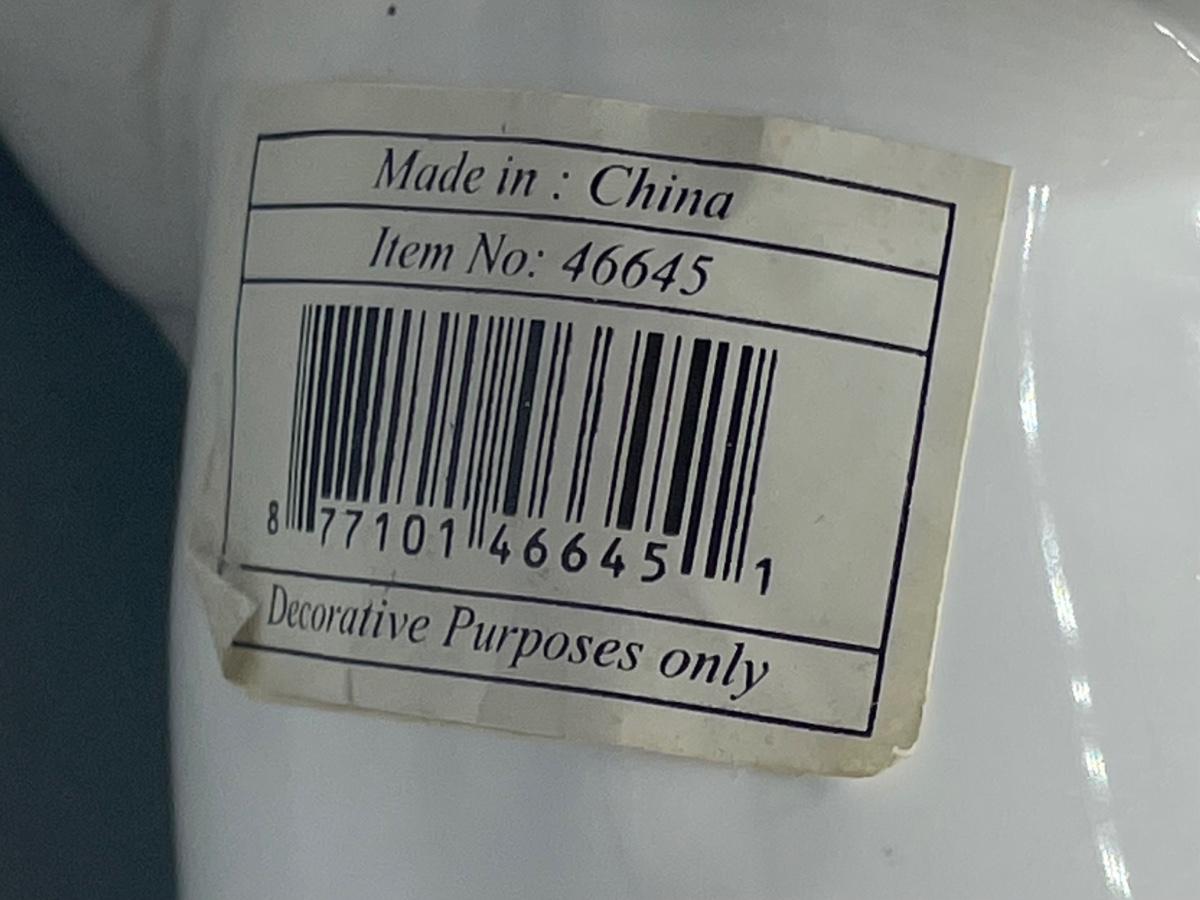 Made in : China
Item No: 46645
8 77101 46645 1
Decorative Purposes only